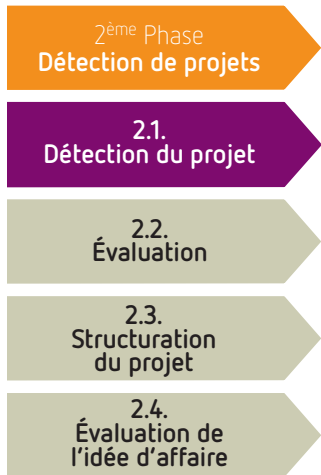 2ème Phase
Détection de projets
2.1.
Détection du projet
2.2.
Évaluation
2.3.
Structuration
du projet
2.4.
Évaluation de
l'idée d'affaire